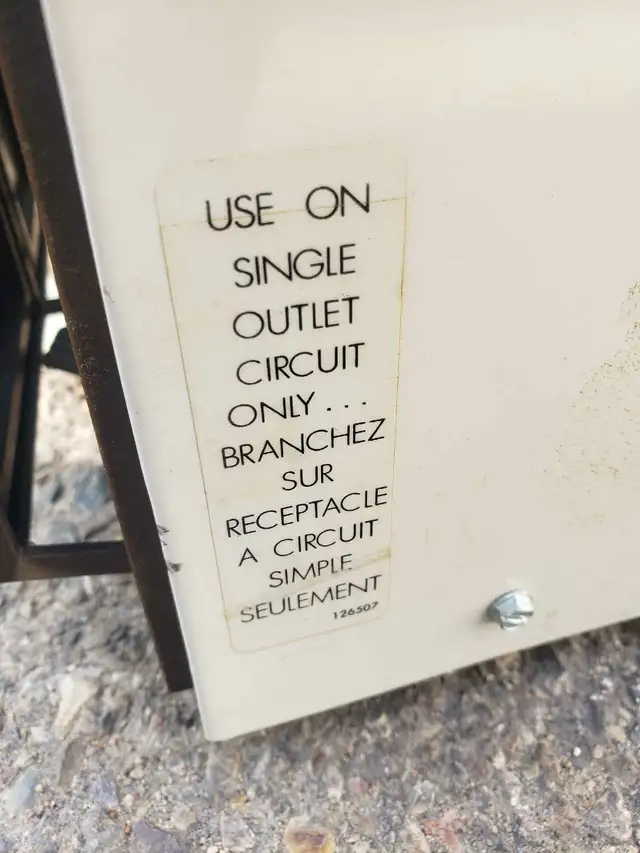 USE ON
SINGLE
OUTLET
CIRCUIT
ONLY...
BRANCHEZ
SUR
RECEPTACLE
A CIRCUIT
SIMPLE
SEULEMENT
126507